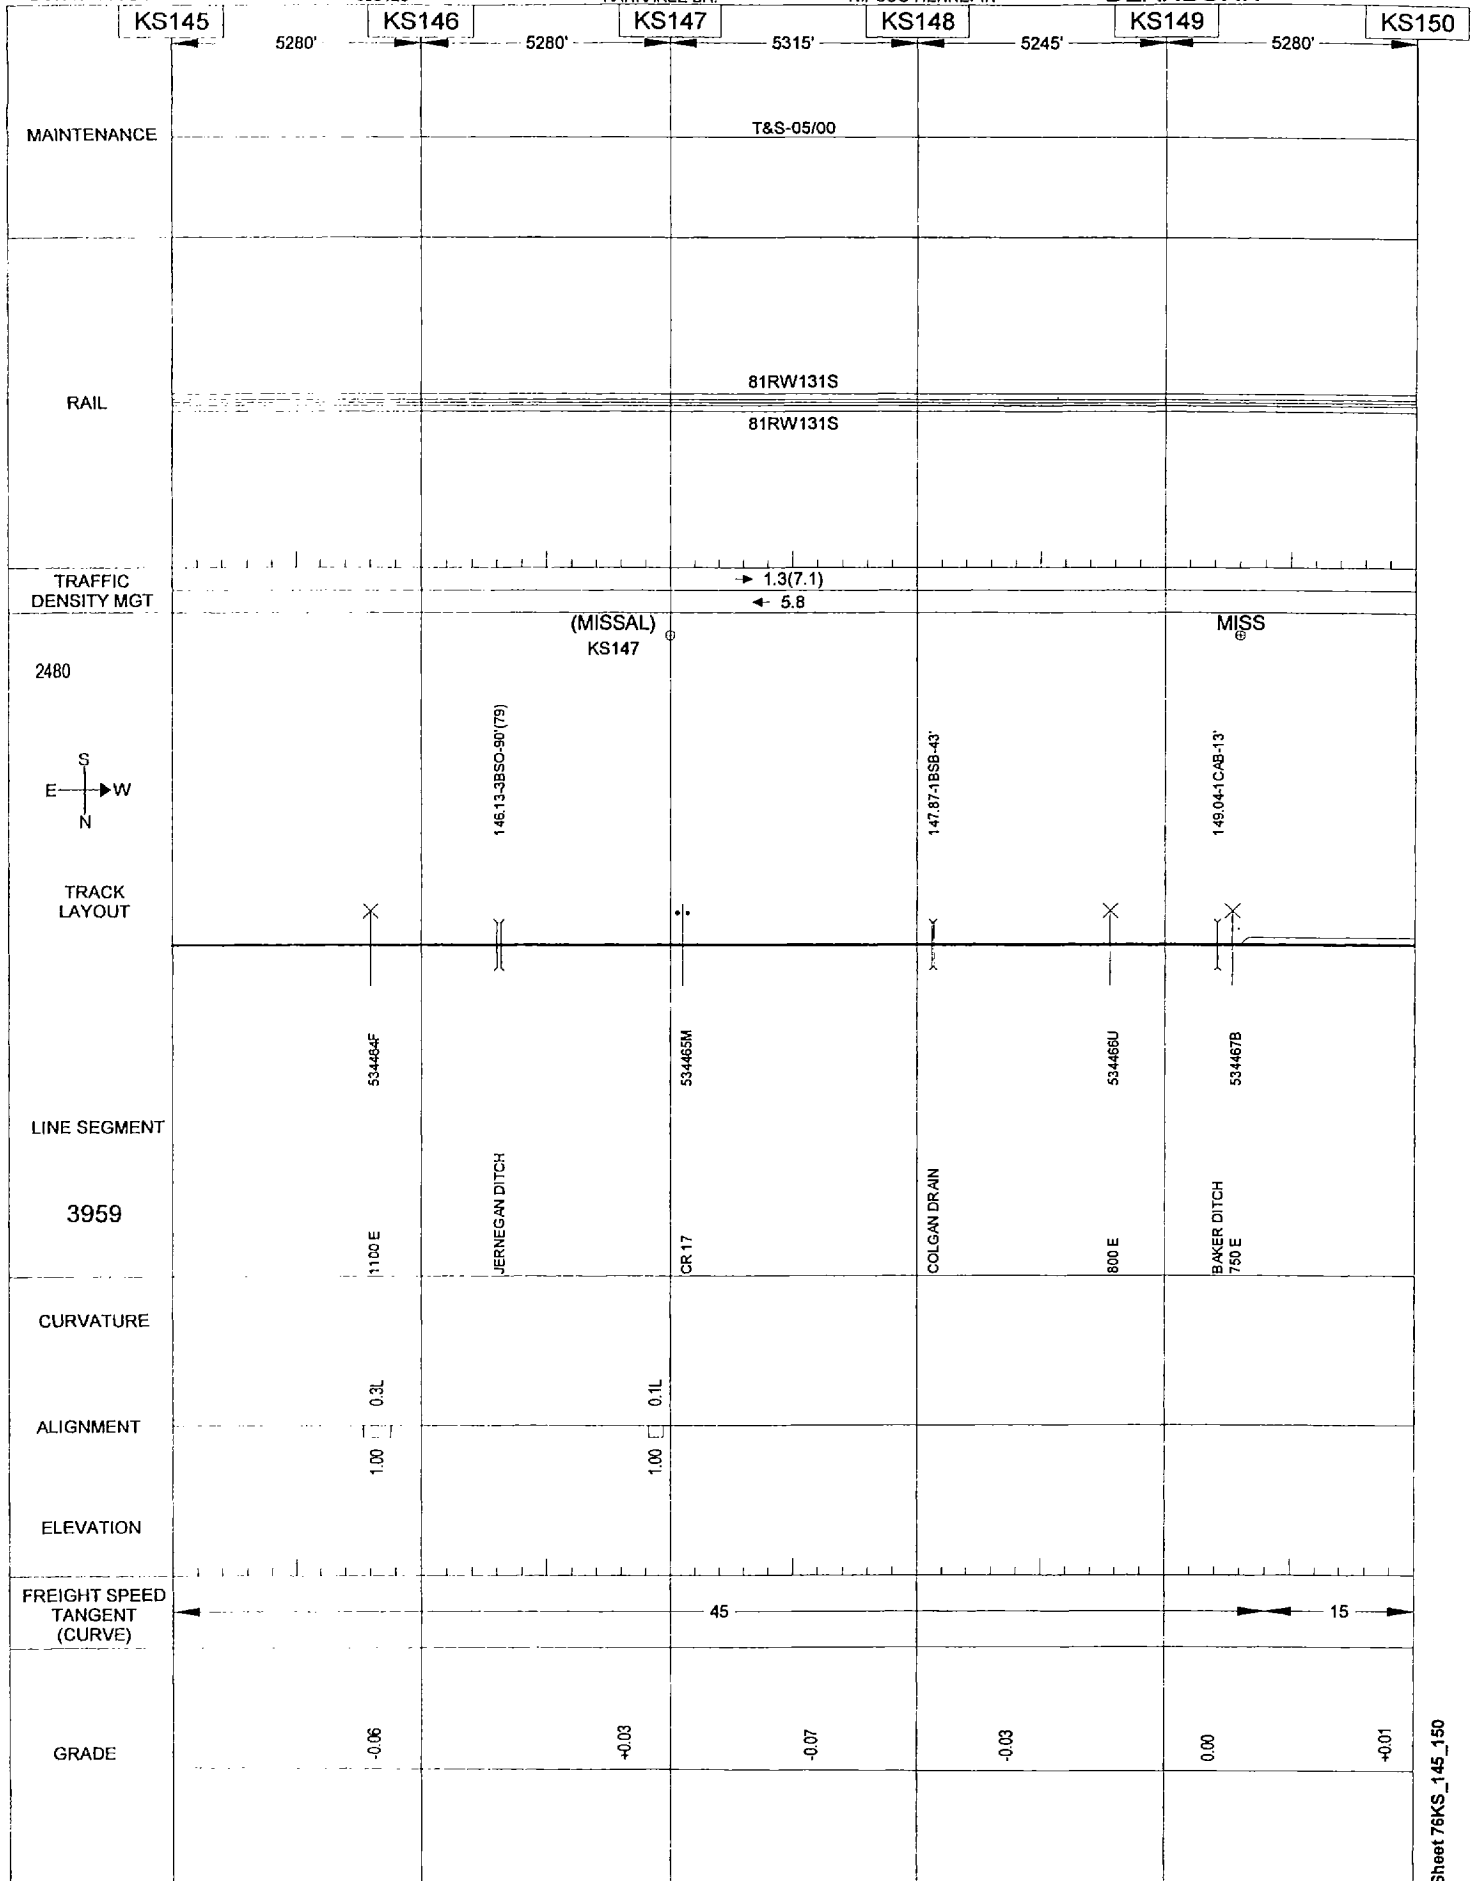 KS145 KS146 KS147 KS148 KS149 KS150
5280' 5280' 5315' 5245' 5280'
MAINTENANCE
T&S-05/00
RAIL
81RW131S
81RW131S
TRAFFIC
DENSITY MGT
1.3(7.1)
5.8
(MISSAL)
KS147
MISS
2480
S
E W
N
146.13-3BSO-90'(79)
147.87-1BSB-43'
149.04-1CAB-13'
TRACK
LAYOUT
534464F
534465M
534466U
534467B
LINE SEGMENT
3959
1100 E
JERNEGAN DITCH
CR 17
COLGAN DRAIN
800 E
BAKER DITCH
750 E
CURVATURE
0.3L
0.1L
ALIGNMENT
1.00
1.00
ELEVATION
FREIGHT SPEED
TANGENT
(CURVE)
45
15
GRADE
-0.06
+0.03
-0.07
-0.03
0.00
+0.01
Sheet 76KS_145_150